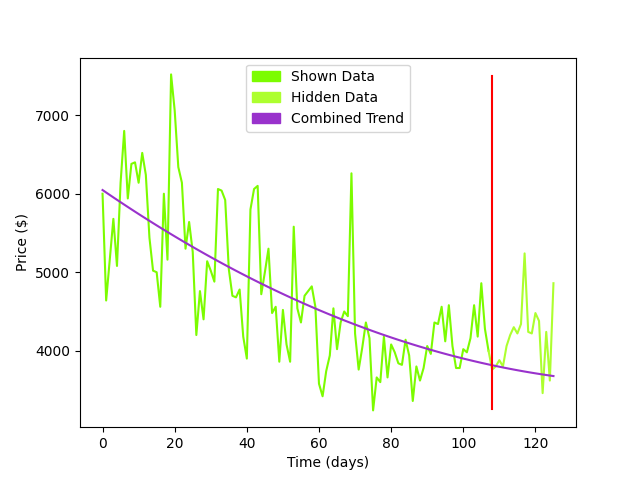 Shown Data
Hidden Data
Combined Trend
7000
6000
5000
4000
Price ($)
0 20 40 60 80 100 120
Time (days)